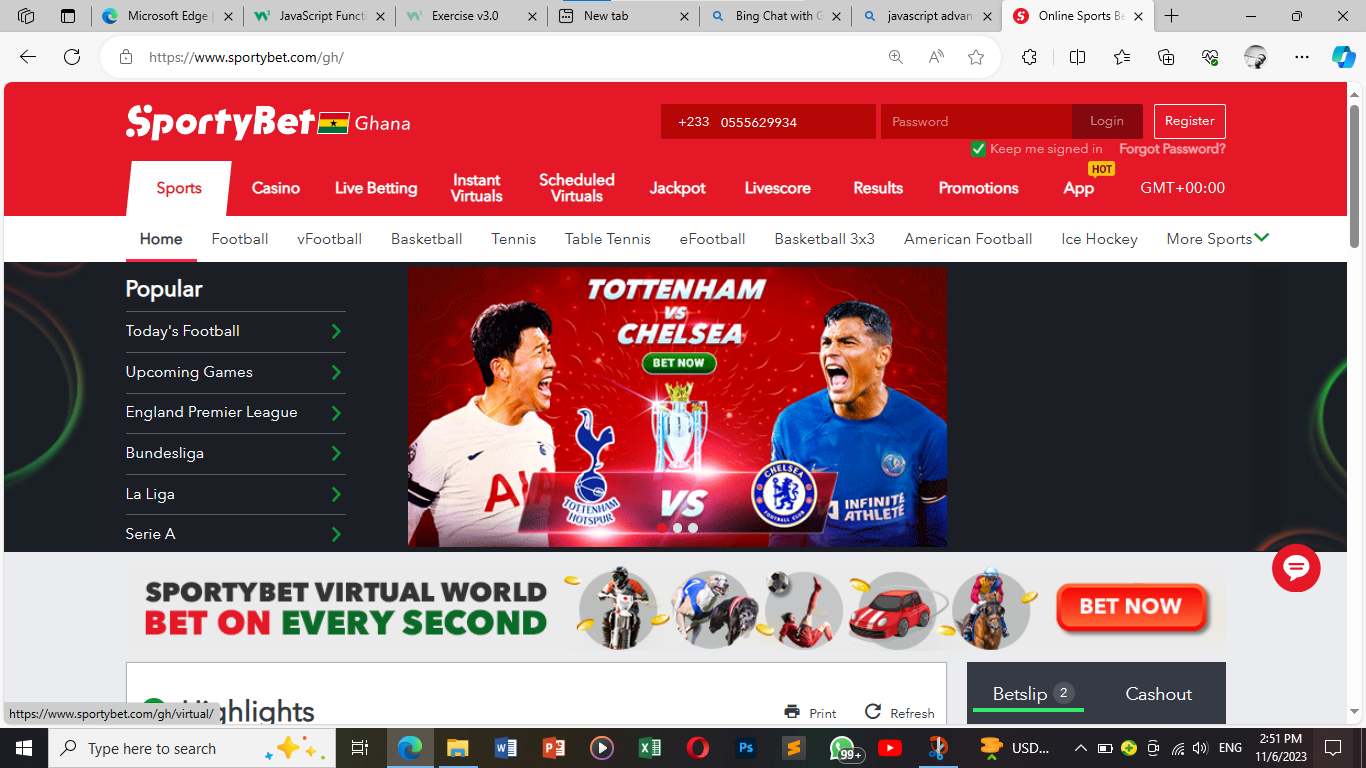 Microsoft Edge |
JavaScript Funct
Exercise v3.0
New tab
Bing Chat with G
javascript advan
Online Sports Be
https://www.sportybet.com/gh/
SportyBet Ghana
+233 0555629934
Password
Login
Register
Keep me signed in
Forgot Password?
Sports
Casino
Live Betting
Instant
Virtuals
Scheduled
Virtuals
Jackpot
Livescore
Results
Promotions
App
HOT
GMT+00:00
Home
Football
vFootball
Basketball
Tennis
Table Tennis
eFootball
Basketball 3x3
American Football
Ice Hockey
More Sports
Popular
Today's Football
Upcoming Games
England Premier League
Bundesliga
La Liga
Serie A
TOTTENHAM
VS
CHELSEA
BET NOW
AIA
TOTTENHAM
HOTSPUR
VS
CHELSEA
FOOTBALL CLUB
INFINITE
ATHLETE
SPORTYBET VIRTUAL WORLD
BET ON EVERY SECOND
BET NOW
Highlights
Print
Refresh
Betslip 2
Cashout
https://www.sportybet.com/gh/virtual/
Type here to search
99+
USD...
ENG
2:51 PM
11/6/2023